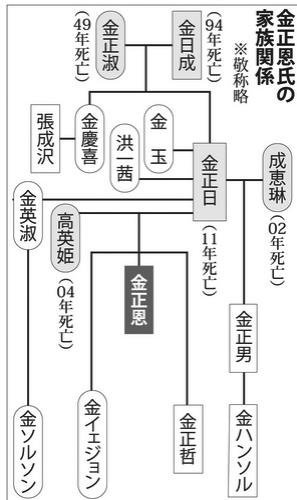 金正恩氏の
家族関係
※敬称略
金日成
(94年死亡)
金正淑
(49年死亡)
成恵琳
(02年死亡)
金正日
(11年死亡)
金玉
洪一茜
金慶喜
張成沢
高英姫
(04年死亡)
金英淑
金正男
金正恩
金ハンソル
金正哲
金イェジョン
金ソルソン